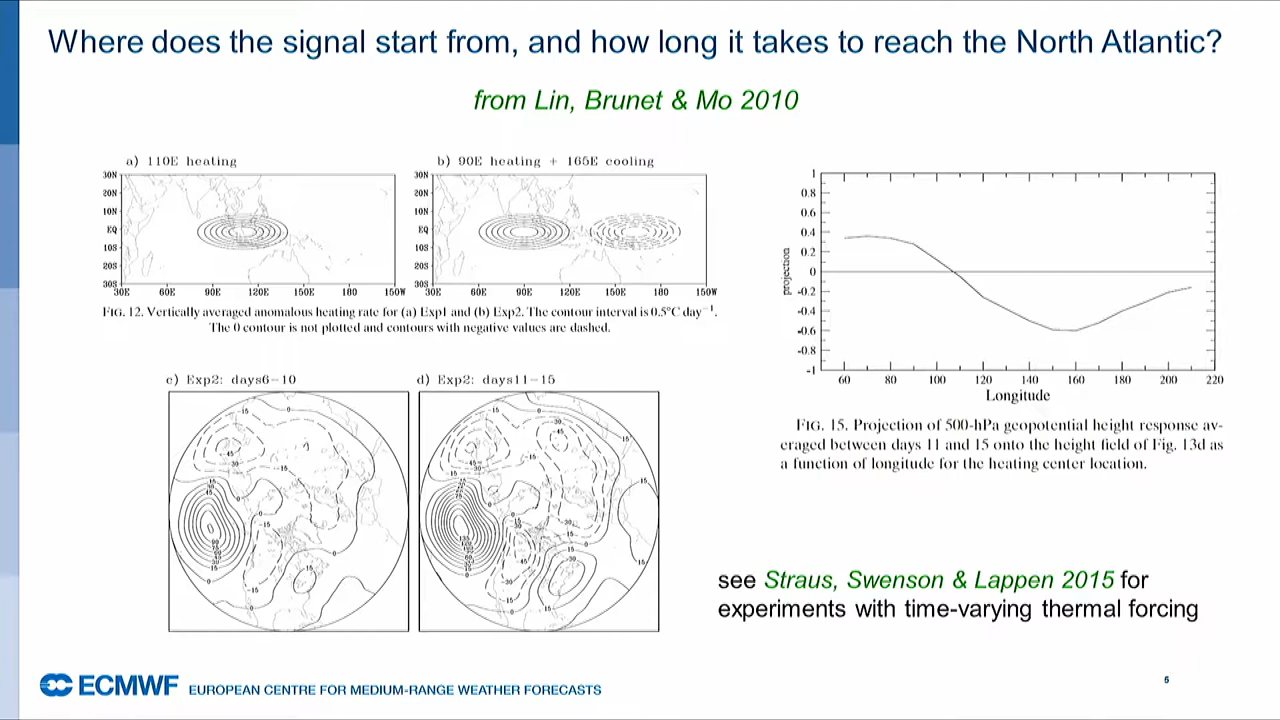 Where does the signal start from, and how long it takes to reach the North Atlantic?
from Lin, Brunet & Mo 2010
a) 110E heating
b) 90E heating + 165E cooling
30N
20N
10N
EQ
10S
20S
30S
30E 60E 90E 120E 150E 180 150W
30N
20N
10N
EQ
10S
20S
30S
30E 60E 90E 120E 150E 180 150W
FIG. 12. Vertically averaged anomalous heating rate for (a) Exp1 and (b) Exp2. The contour interval is 0.5°C day⁻¹.
The 0 contour is not plotted and contours with negative values are dashed.
c) Exp2: days6-10
d) Exp2: days11-15
1
0.8
0.6
0.4
0.2
0
-0.2
-0.4
-0.6
-0.8
-1
projection
60 80 100 120 140 160 180 200 220
Longitude
FIG. 15. Projection of 500-hPa geopotential height response av-
eraged between days 11 and 15 onto the height field of Fig. 13d as
a function of longitude for the heating center location.
see Straus, Swenson & Lappen 2015 for
experiments with time-varying thermal forcing
ECMWF EUROPEAN CENTRE FOR MEDIUM-RANGE WEATHER FORECASTS